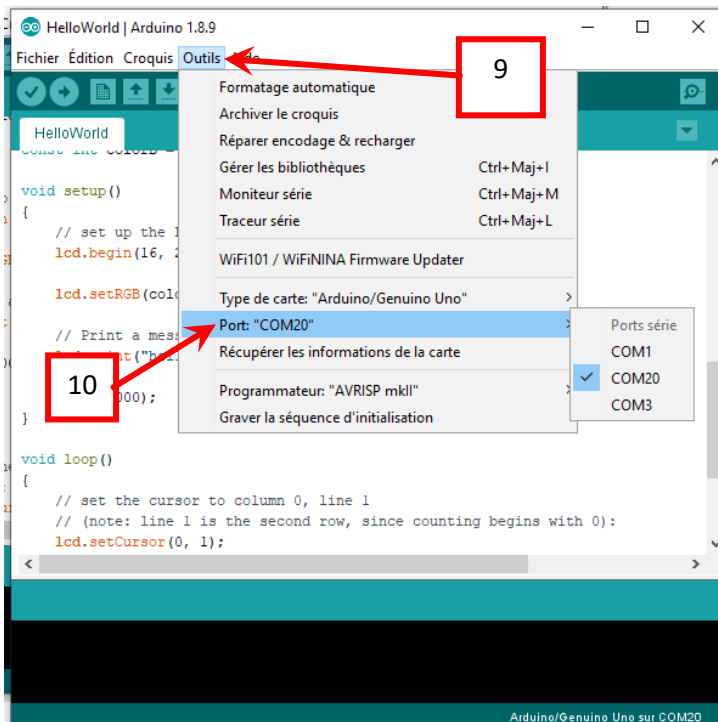 HelloWorld | Arduino 1.8.9
Fichier Édition Croquis Outils
9
Formatage automatique
Archiver le croquis
HelloWorld
Réparer encodage & recharger
Gérer les bibliothèques Ctrl+Maj+I
void setup()
Moniteur série Ctrl+Maj+M
{
Traceur série Ctrl+Maj+L
// set up the
lcd.begin(16,
WiFi101 / WiFiNINA Firmware Updater
lcd.setRGB(colo
Type de carte: "Arduino/Genuino Uno"
Port: "COM20"
Ports série
// Print a mess
Récupérer les informations de la carte
COM1
10
COM20
000);
Programmateur: "AVRISP mkII"
COM3
}
Graver la séquence d'initialisation
void loop()
{
// set the cursor to column 0, line 1
// (note: line 1 is the second row, since counting begins with 0):
lcd.setCursor(0, 1);
Arduino/Genuino Uno sur COM20